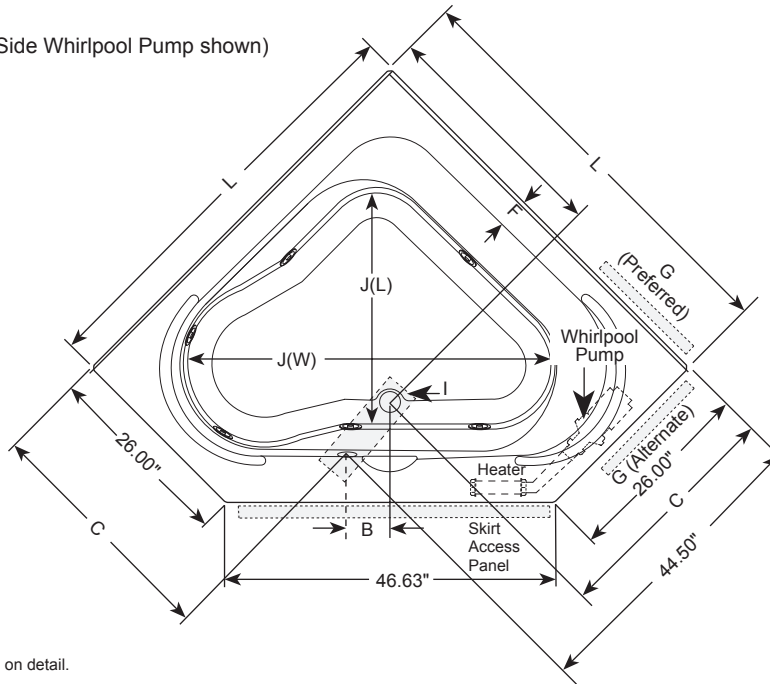 Side Whirlpool Pump shown)
L
L
F
G
(Preferred)
J(L)
Whirlpool
Pump
J(W)
I
26.00"
G (Alternate)
26.00"
Heater
C
C
B
Skirt
Access
Panel
44.50"
46.63"
on detail.